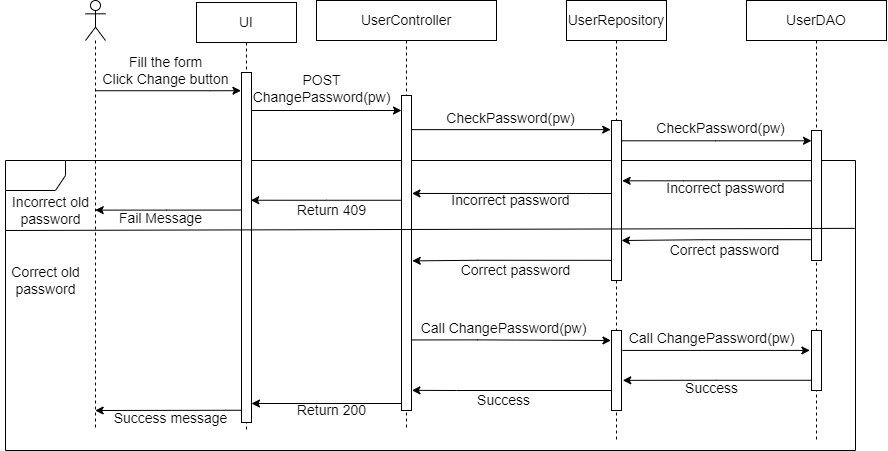 UI
UserController
UserRepository
UserDAO
Fill the form
Click Change button
POST
ChangePassword(pw)
CheckPassword(pw)
CheckPassword(pw)
Incorrect old
password
Incorrect password
Incorrect password
Return 409
Fail Message
Correct old
password
Correct password
Correct password
Call ChangePassword(pw)
Call ChangePassword(pw)
Success
Success
Return 200
Success message